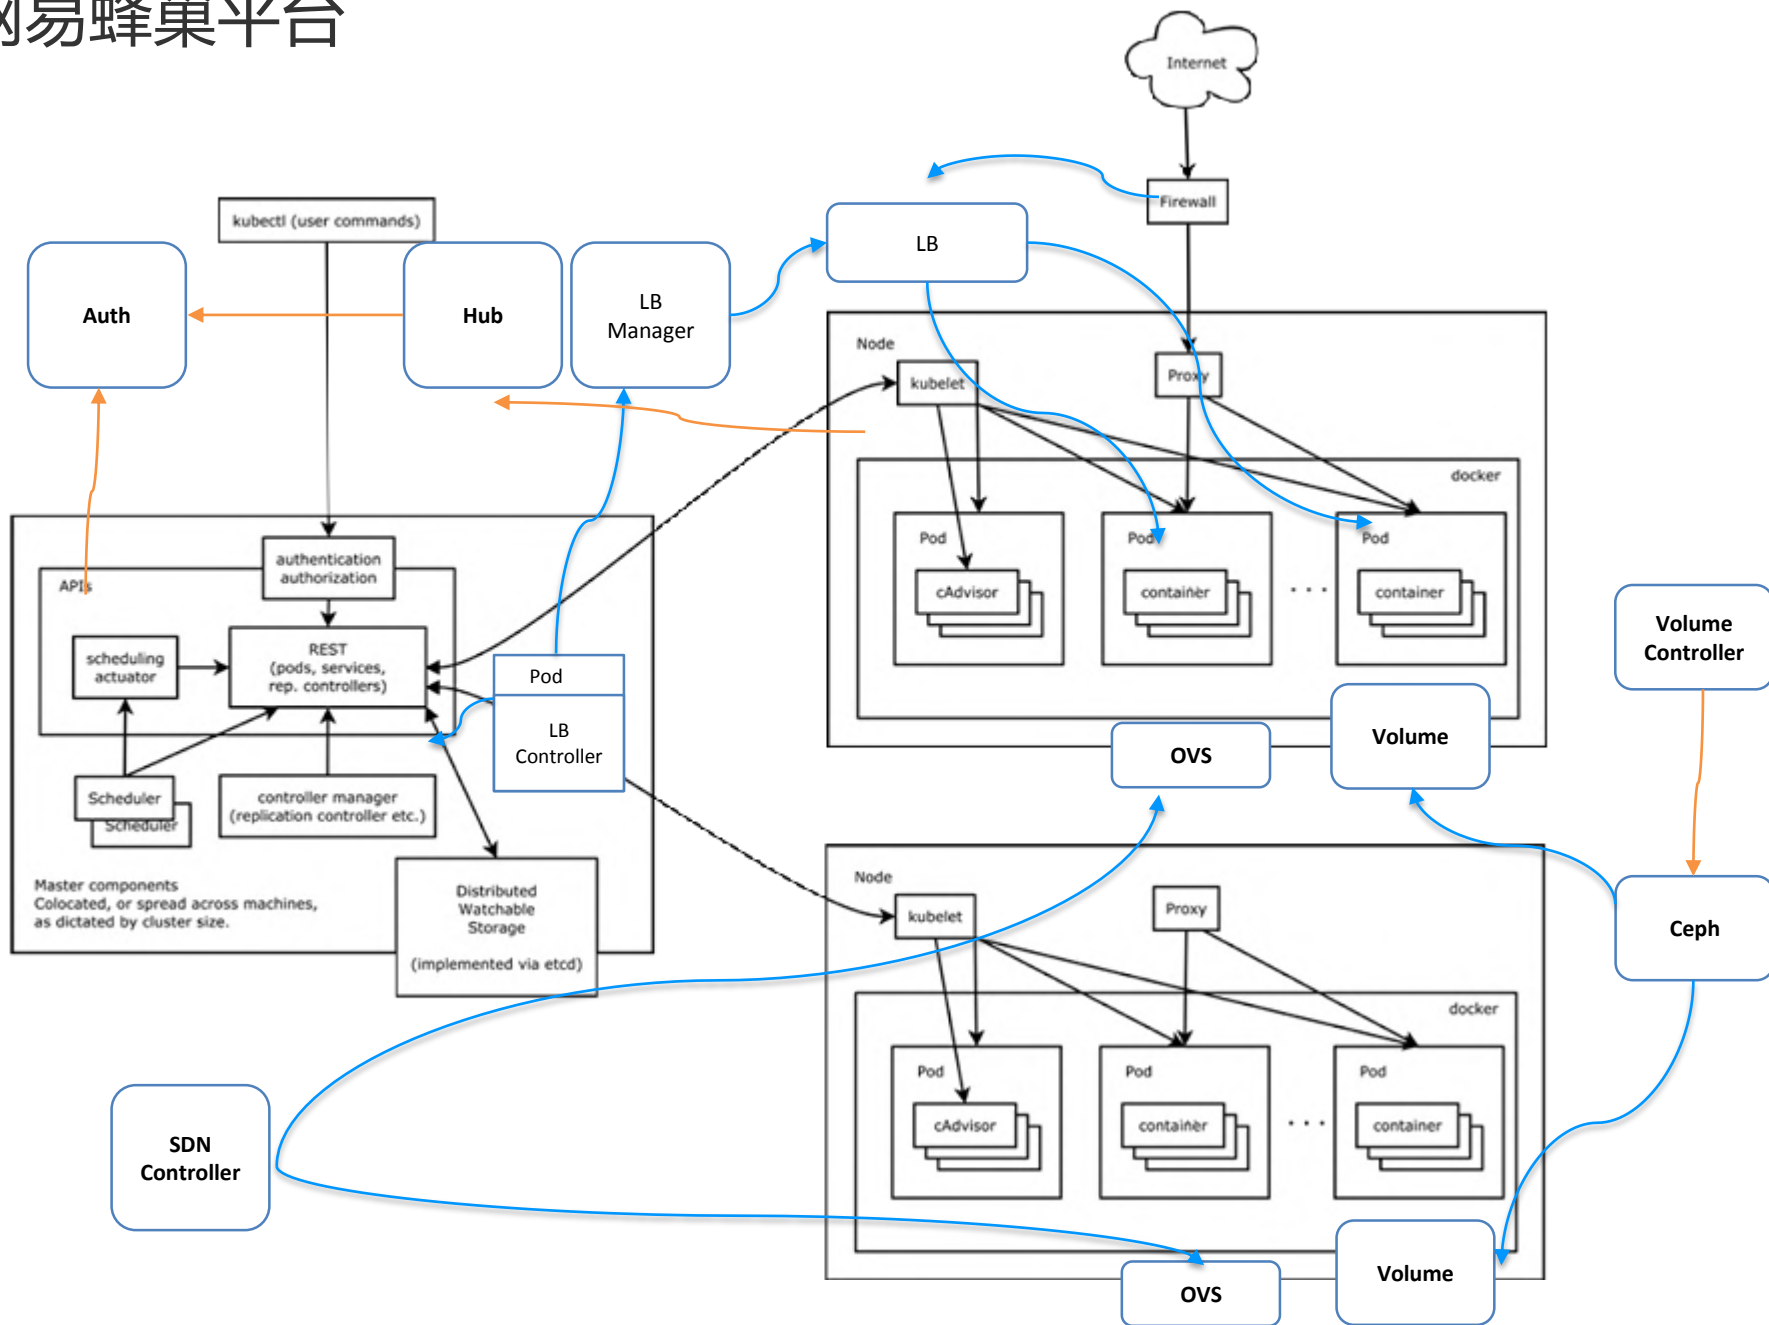 网易蜂巢平台
Internet
Firewall
kubectl (user commands)
Auth
Hub
LB
Manager
LB
Node
kubelet
Proxy
docker
Pod
cAdvisor
Pod
container
. . .
Pod
container
authentication
authorization
APIs
scheduling
actuator
REST
(pods, services,
rep. controllers)
Pod
LB
Controller
Scheduler
Scheduler
controller manager
(replication controller etc.)
Master components
Colocated, or spread across machines,
as dictated by cluster size.
Distributed
Watchable
Storage
(implemented via etcd)
OVS
Volume
Volume
Controller
Ceph
Node
kubelet
Proxy
docker
Pod
cAdvisor
Pod
container
. . .
Pod
container
SDN
Controller
OVS
Volume